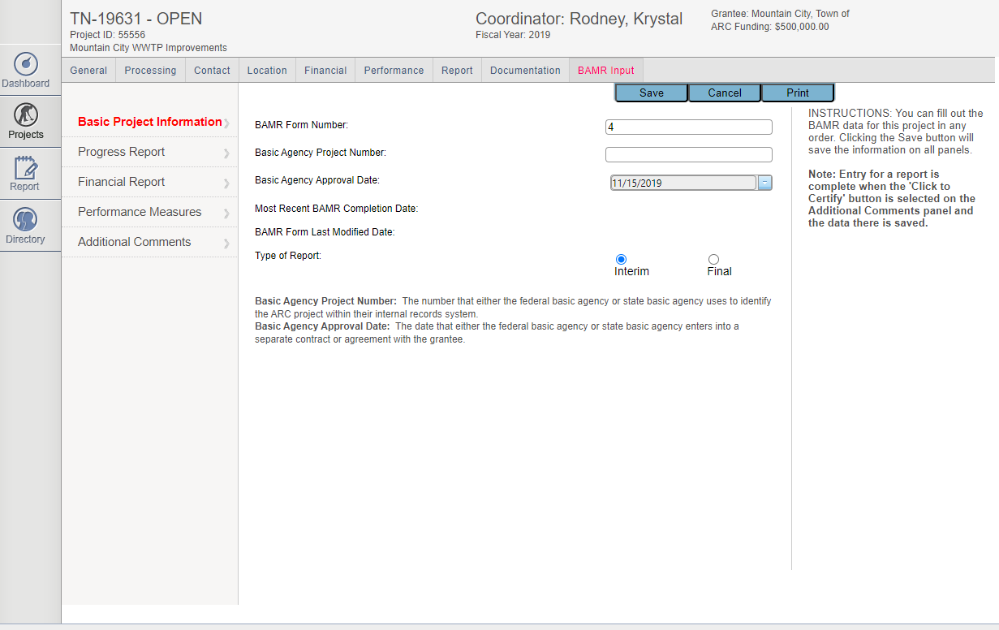 TN-19631 - OPEN
Project ID: 55556
Mountain City WWTP Improvements
Coordinator: Rodney, Krystal
Fiscal Year: 2019
Grantee: Mountain City, Town of
ARC Funding: $500,000.00
Dashboard
Projects
Report
Directory
General Processing Contact Location Financial Performance Report Documentation BAMR Input
Save Cancel Print
Basic Project Information
Progress Report
Financial Report
Performance Measures
Additional Comments
BAMR Form Number: 4
Basic Agency Project Number:
Basic Agency Approval Date: 11/15/2019
Most Recent BAMR Completion Date:
BAMR Form Last Modified Date:
Type of Report:
Interim Final
Basic Agency Project Number: The number that either the federal basic agency or state basic agency uses to identify
the ARC project within their internal records system.
Basic Agency Approval Date: The date that either the federal basic agency or state basic agency enters into a
separate contract or agreement with the grantee.
INSTRUCTIONS: You can fill out the
BAMR data for this project in any
order. Clicking the Save button will
save the information on all panels.
Note: Entry for a report is
complete when the 'Click to
Certify' button is selected on the
Additional Comments panel and
the data there is saved.